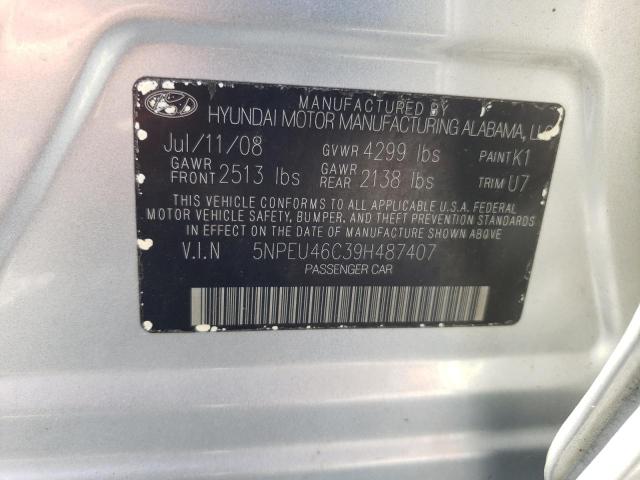 MANUFACTURED BY
HYUNDAI MOTOR MANUFACTURING ALABAMA, LLC
Jul/11/08 GVWR 4299 lbs PAINT K1
GAWR FRONT 2513 lbs GAWR REAR 2138 lbs TRIM U7
THIS VEHICLE CONFORMS TO ALL APPLICABLE U.S.A. FEDERAL
MOTOR VEHICLE SAFETY, BUMPER, AND THEFT PREVENTION STANDARDS
IN EFFECT ON THE DATE OF MANUFACTURE SHOWN ABOVE.
V.I.N 5NPEU46C39H487407
PASSENGER CAR